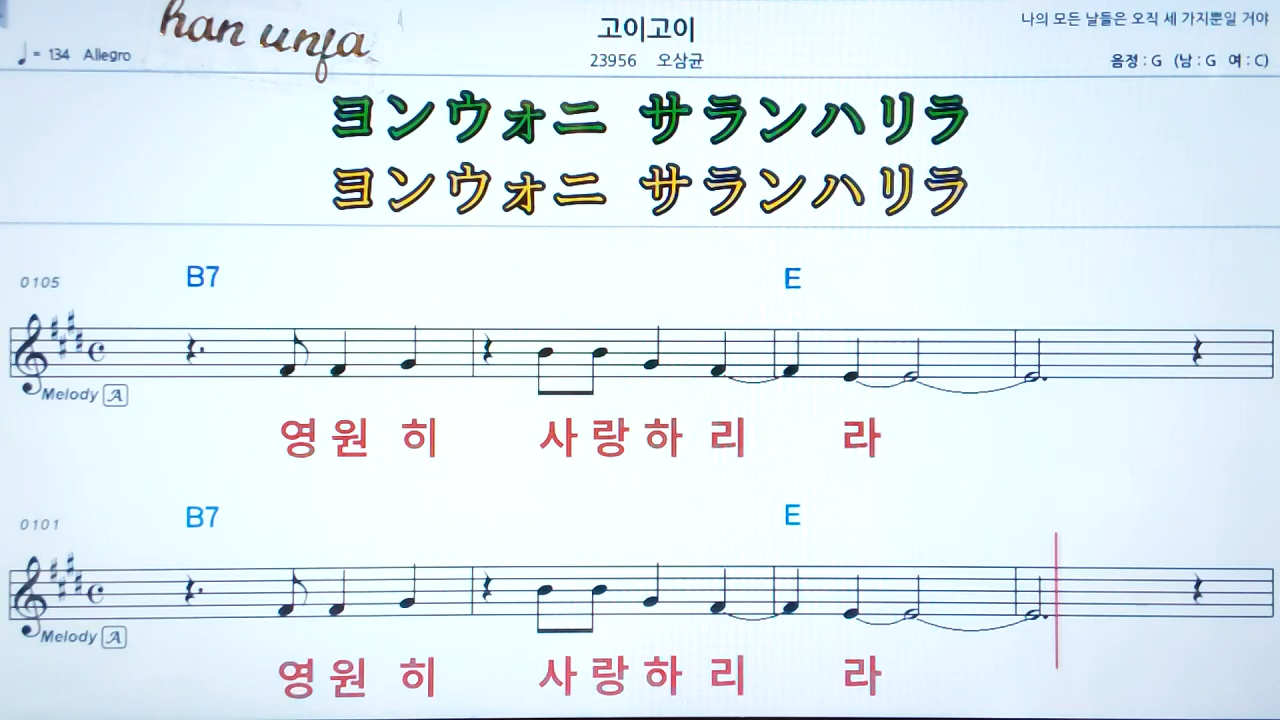 han unja
고이고이
나의 모든 날들은 오직 세 가지뿐일 거야
♩= 134 Allegro
23956 오삼균
음정 : G (남 : G 여 : C)
ヨンウォニ サランハリラ
ヨンウォニ サランハリラ
0105 B7 E
Melody A
영 원 히 사 랑 하 리 라
0101 B7 E
Melody A
영 원 히 사 랑 하 리 라